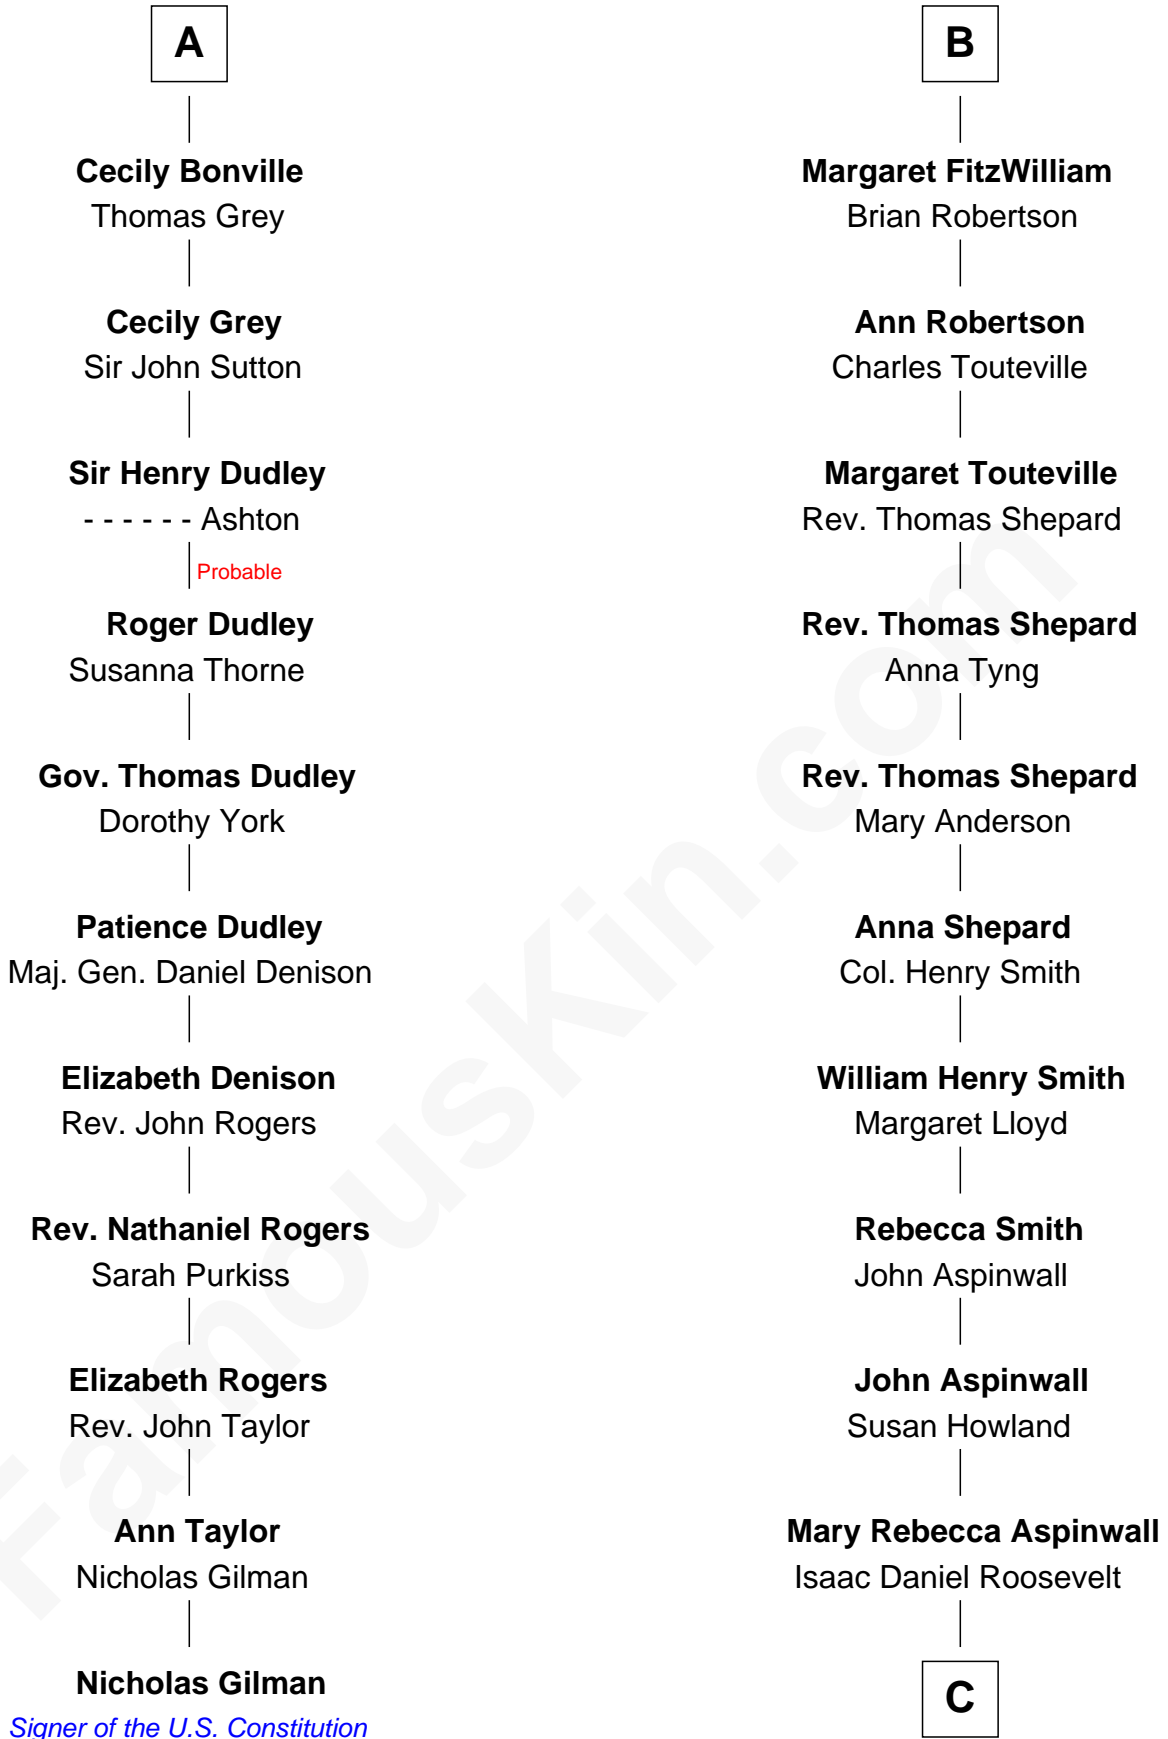 A
Cecily Bonville
Thomas Grey
Cecily Grey
Sir John Sutton
Sir Henry Dudley
- - - - - - Ashton
Probable
Roger Dudley
Susanna Thorne
Gov. Thomas Dudley
Dorothy York
Patience Dudley
Maj. Gen. Daniel Denison
Elizabeth Denison
Rev. John Rogers
Rev. Nathaniel Rogers
Sarah Purkiss
Elizabeth Rogers
Rev. John Taylor
Ann Taylor
Nicholas Gilman
Nicholas Gilman
Signer of the U.S. Constitution
B
Margaret FitzWilliam
Brian Robertson
Ann Robertson
Charles Touteville
Margaret Touteville
Rev. Thomas Shepard
Rev. Thomas Shepard
Anna Tyng
Rev. Thomas Shepard
Mary Anderson
Anna Shepard
Col. Henry Smith
William Henry Smith
Margaret Lloyd
Rebecca Smith
John Aspinwall
John Aspinwall
Susan Howland
Mary Rebecca Aspinwall
Isaac Daniel Roosevelt
C
FamousKin.com